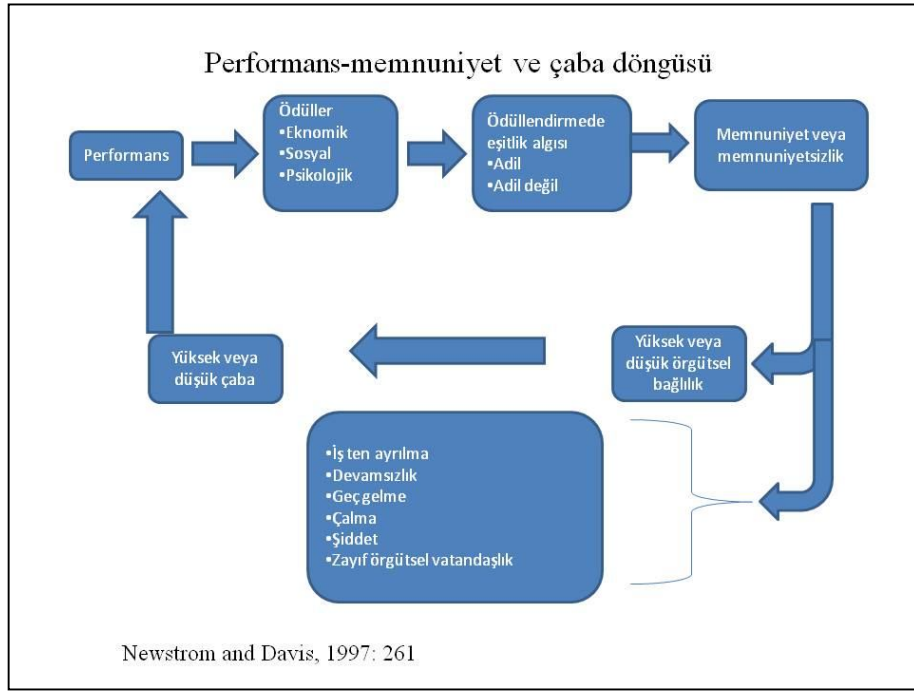 Performans-memnuniyet ve çaba döngüsü
Performans
Ödüller
•Eknomik
•Sosyal
•Psikolojik
Ödüllendirmede
eşitlik algısı
•Adil
•Adil değil
Memnuniyet veya
memnuniyetsizlik
Yüksek veya
düşük örgütsel
bağlılık
Yüksek veya
düşük çaba
•İşten ayrılma
•Devamsızlık
•Geç gelme
•Çalma
•Şiddet
•Zayıf örgütsel vatandaşlık
Newstrom and Davis, 1997: 261